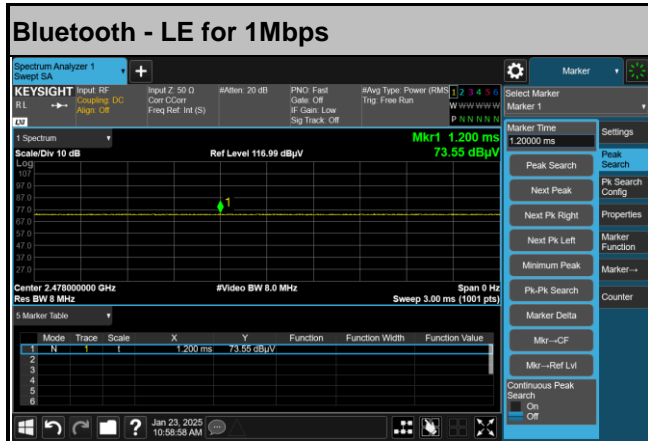 Bluetooth - LE for 1Mbps
Spectrum Analyzer 1
Swept SA
Marker
KEYSIGHT Input: RF Input Z: 50 Ω #Atten: 20 dB PNO: Fast #Avg Type: Power (RMS 1 2 3 4 5 6
RL Coupling: DC Corr CCorr Gate: Off Trig: Free Run
Align: Off Freq Ref: Int (S) IF Gain: Low W W W W W W
LXI Sig Track: Off P N N N N N
Select Marker
Marker 1
1 Spectrum
Mkr1 1.200 ms
Scale/Div 10 dB Ref Level 116.99 dBµV 73.55 dBµV
Log
107
97.0
87.0
77.0
67.0
57.0
47.0
37.0
27.0
1
Center 2.478000000 GHz #Video BW 8.0 MHz Span 0 Hz
Res BW 8 MHz Sweep 3.00 ms (1001 pts)
5 Marker Table
Mode Trace Scale X Y Function Function Width Function Value
1 N 1 t 1.200 ms 73.55 dBµV
2
3
4
5
6
Marker Time
1.20000 ms
Peak Search
Next Peak
Next Pk Right
Next Pk Left
Minimum Peak
Pk-Pk Search
Marker Delta
Mkr→CF
Mkr→Ref Lvl
Continuous Peak
Search
On
Off
Settings
Peak
Search
Pk Search
Config
Properties
Marker
Function
Marker→
Counter
? Jan 23, 2025
10:58:58 AM